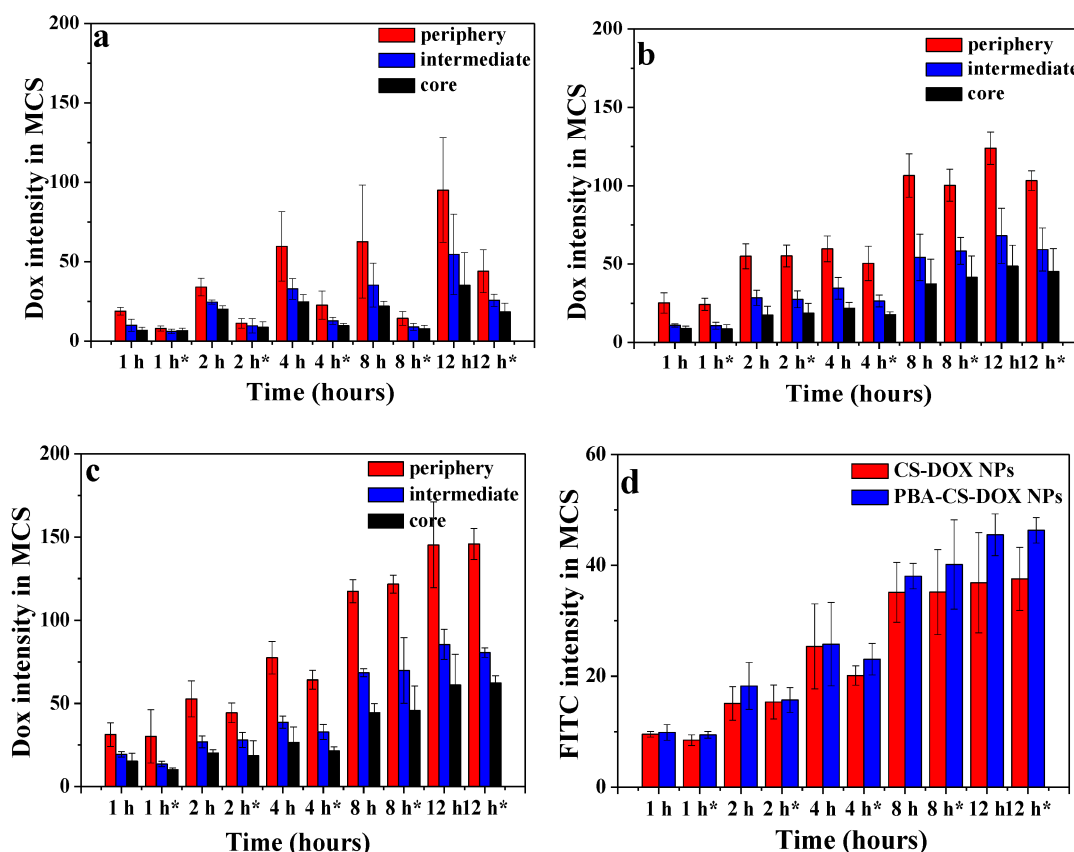 a
periphery
intermediate
core
Dox intensity in MCS
200
150
100
50
0
1 h 1 h* 2 h 2 h* 4 h 4 h* 8 h 8 h* 12 h 12 h*
Time (hours)
b
periphery
intermediate
core
Dox intensity in MCS
200
150
100
50
0
1 h 1 h* 2 h 2 h* 4 h 4 h* 8 h 8 h* 12 h 12 h*
Time (hours)
c
periphery
intermediate
core
Dox intensity in MCS
200
150
100
50
0
1 h 1 h* 2 h 2 h* 4 h 4 h* 8 h 8 h* 12 h 12 h*
Time (hours)
d
CS-DOX NPs
PBA-CS-DOX NPs
FITC intensity in MCS
60
40
20
0
1 h 1 h* 2 h 2 h* 4 h 4 h* 8 h 8 h* 12 h 12 h*
Time (hours)